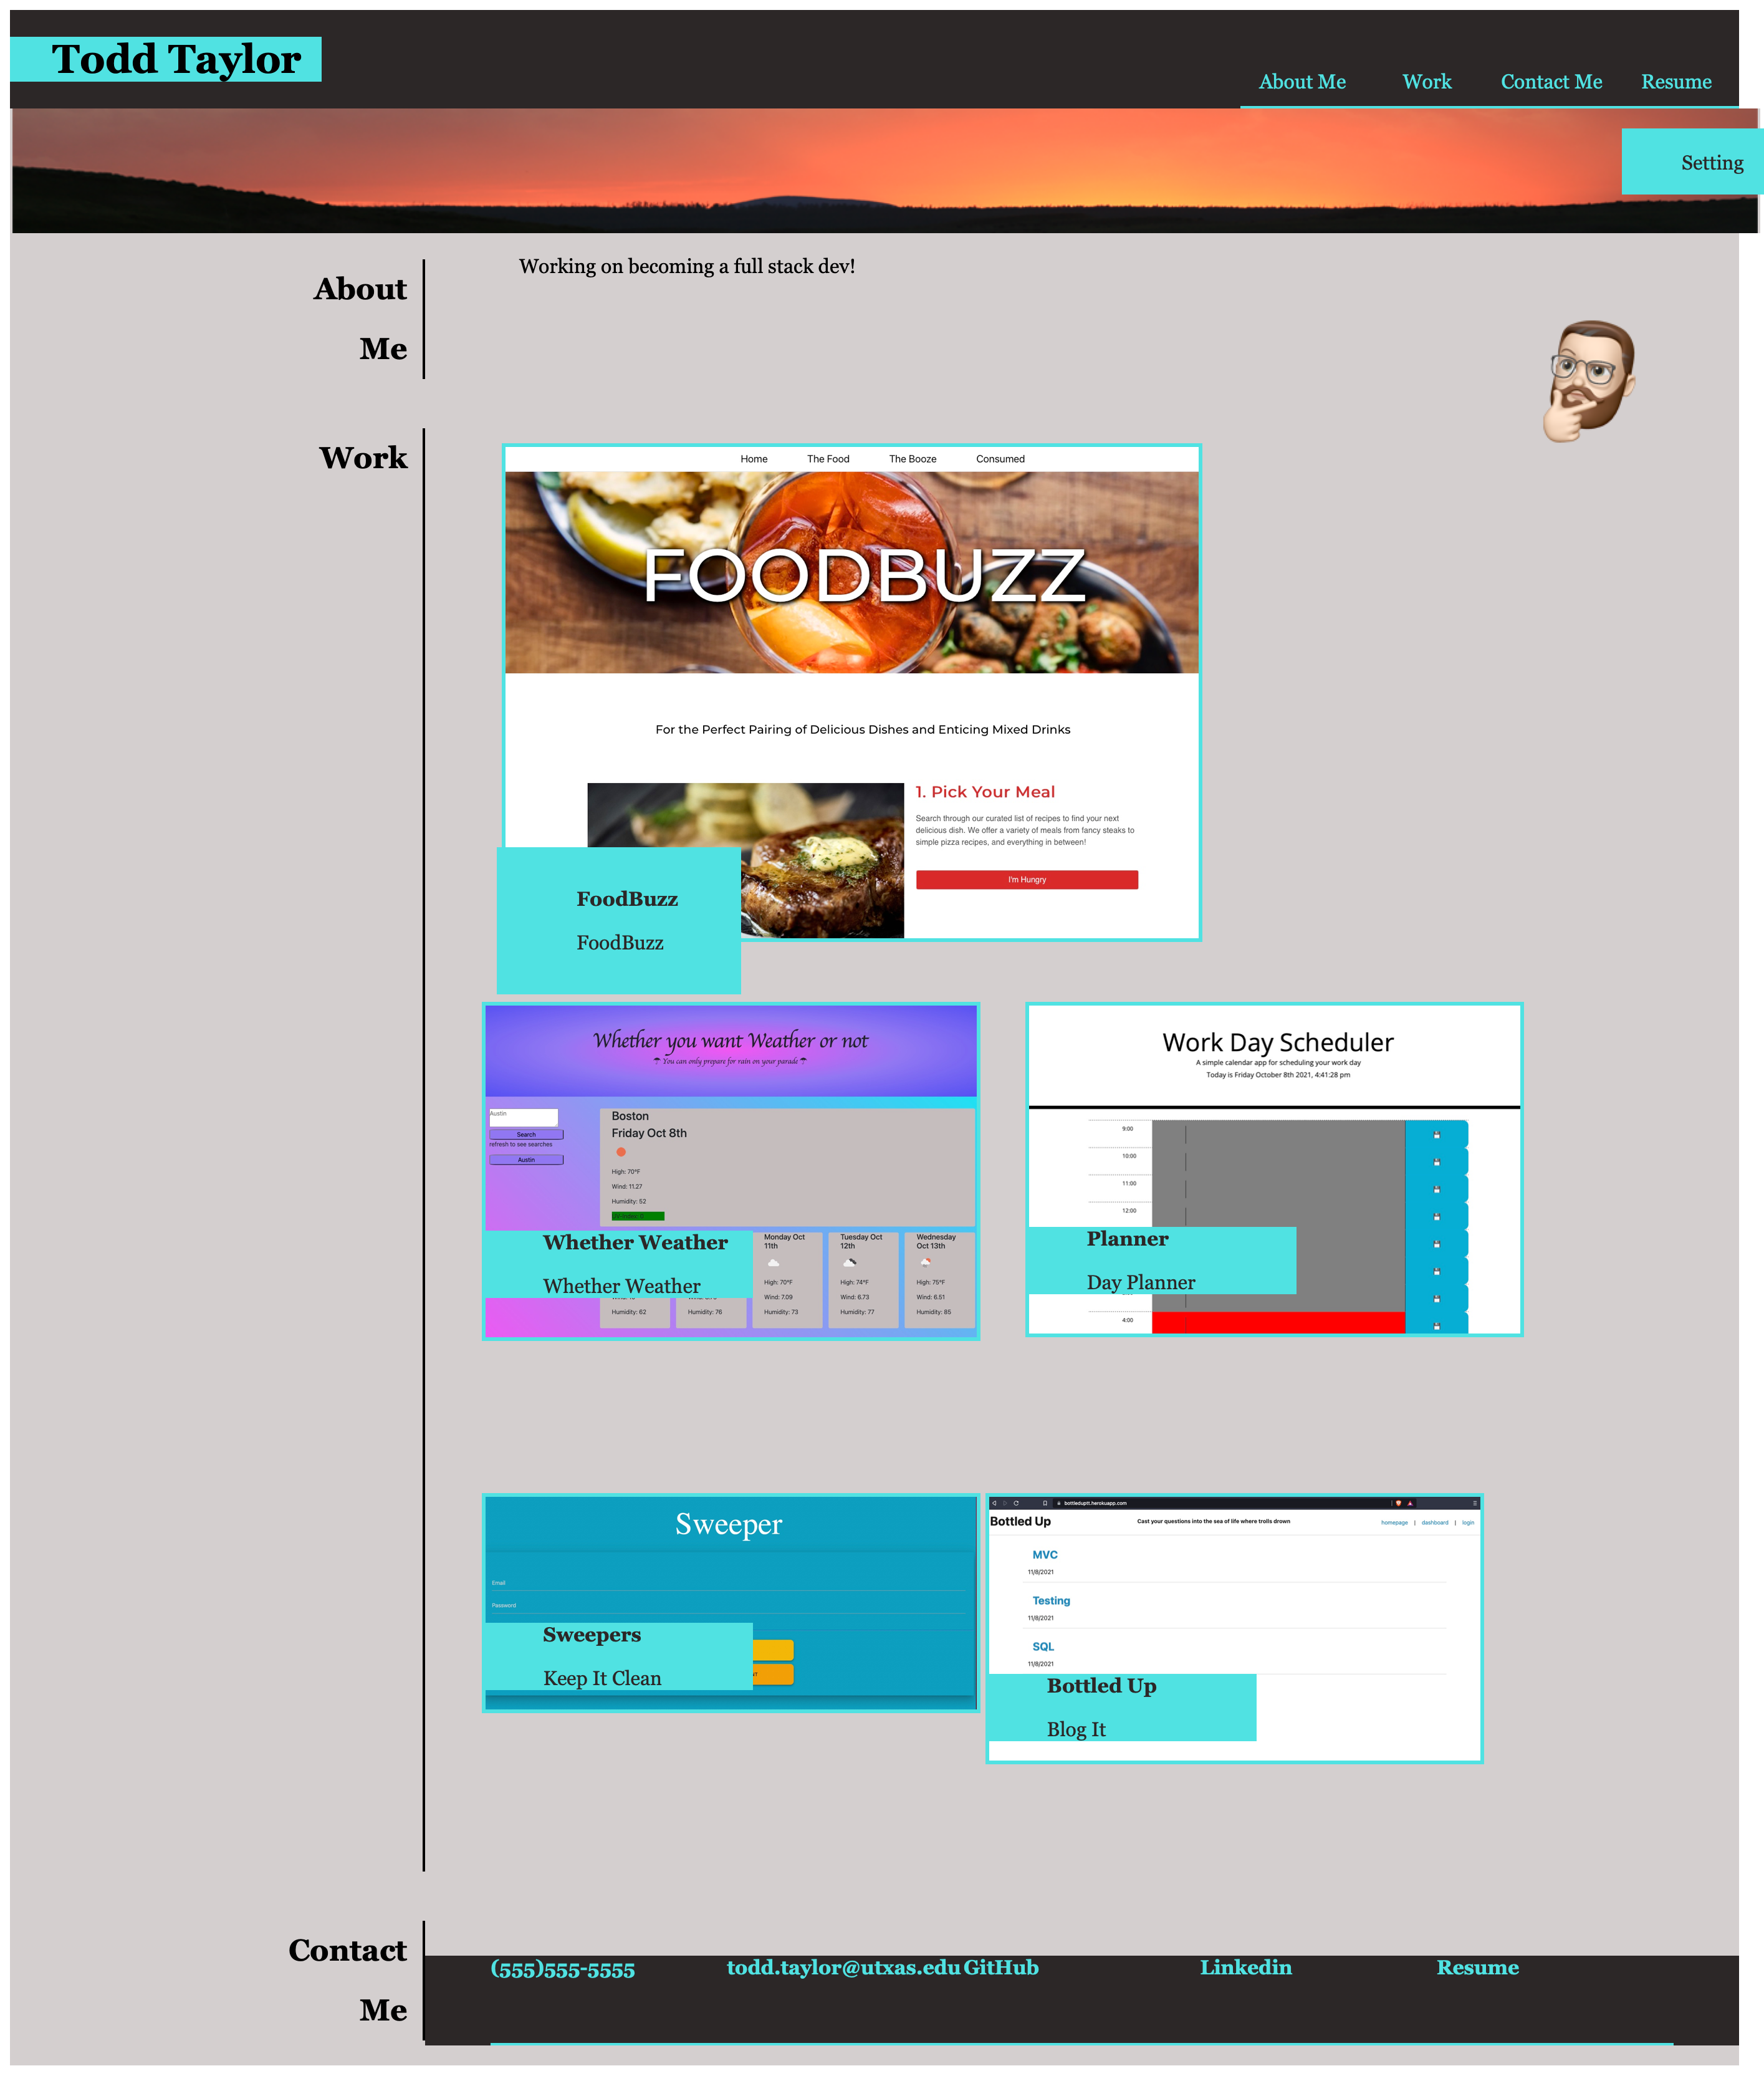 Todd Taylor
About Me
Work
Contact Me
Resume
Setting
About
Me
Working on becoming a full stack dev!
Work
Home
The Food
The Booze
Consumed
FOODBUZZ
For the Perfect Pairing of Delicious Dishes and Enticing Mixed Drinks
1. Pick Your Meal
Search through our curated list of recipes to find your next
delicious dish. We offer a variety of meals from fancy steaks to
simple pizza recipes, and everything in between!
I'm Hungry
FoodBuzz
FoodBuzz
Whether you want Weather or not
You can only prepare for rain on your parade
Austin
Search
refresh to see searches
Austin
Boston
Friday Oct 8th
High: 70°F
Wind: 11.27
Humidity: 52
Whether Weather
Whether Weather
Humidity: 62
Humidity: 76
Monday Oct
11th
High: 70°F
Wind: 7.09
Humidity: 73
Tuesday Oct
12th
High: 74°F
Wind: 6.73
Humidity: 77
Wednesday
Oct 13th
High: 75°F
Wind: 6.51
Humidity: 85
Work Day Scheduler
A simple calendar app for scheduling your work day
Today is Friday October 8th 2021, 4:41:28 pm
9:00
10:00
11:00
12:00
Planner
Day Planner
4:00
Sweeper
Email
Password
Sweepers
Keep It Clean
bottleduptt.herokuapp.com
Bottled Up
Cast your questions into the sea of life where trolls drown
homepage | dashboard | login
MVC
11/8/2021
Testing
11/8/2021
SQL
11/8/2021
Bottled Up
Blog It
Contact
Me
(555)555-5555
todd.taylor@utxas.edu
GitHub
Linkedin
Resume